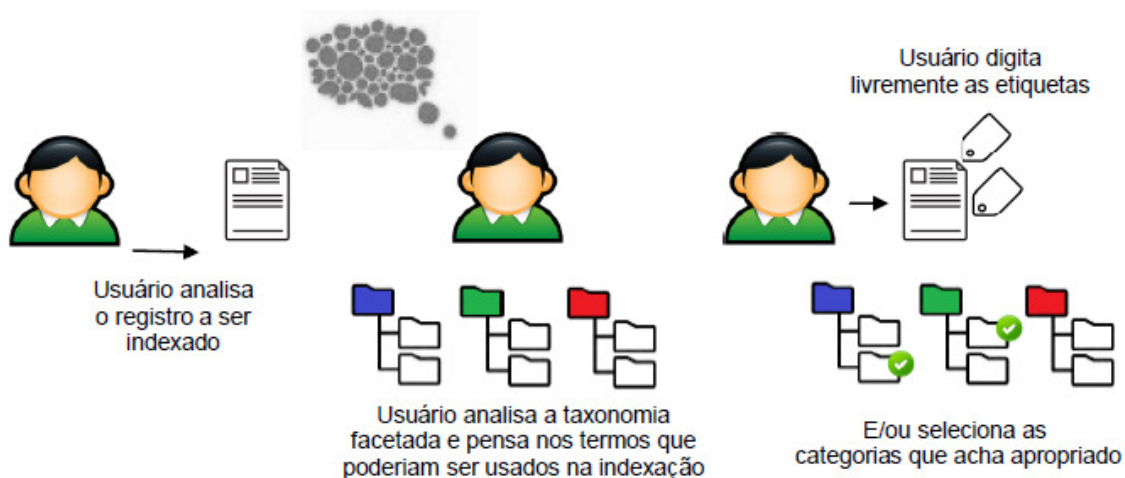 Usuário analisa
o registro a ser
indexado
Usuário analisa a taxonomia
facetada e pensa nos termos que
poderiam ser usados na indexação
Usuário digita
livremente as etiquetas
E/ou seleciona as
categorias que acha apropriado